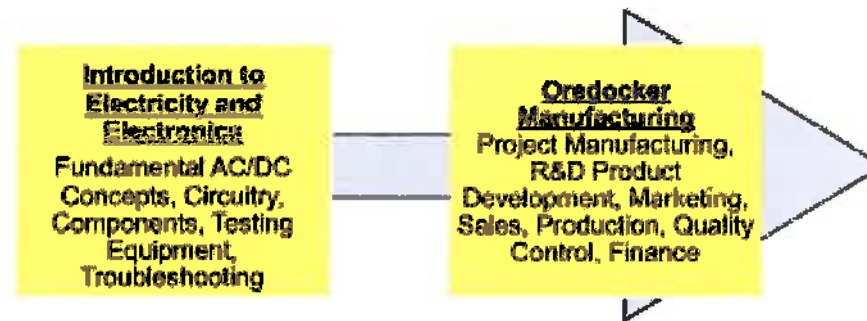 Introduction to
Electricity and
Electronics
Fundamental AC/DC
Concepts, Circuitry,
Components, Testing
Equipment,
Troubleshooting
Oredocker
Manufacturing
Project Manufacturing,
R&D Product
Development, Marketing,
Sales, Production, Quality
Control, Finance